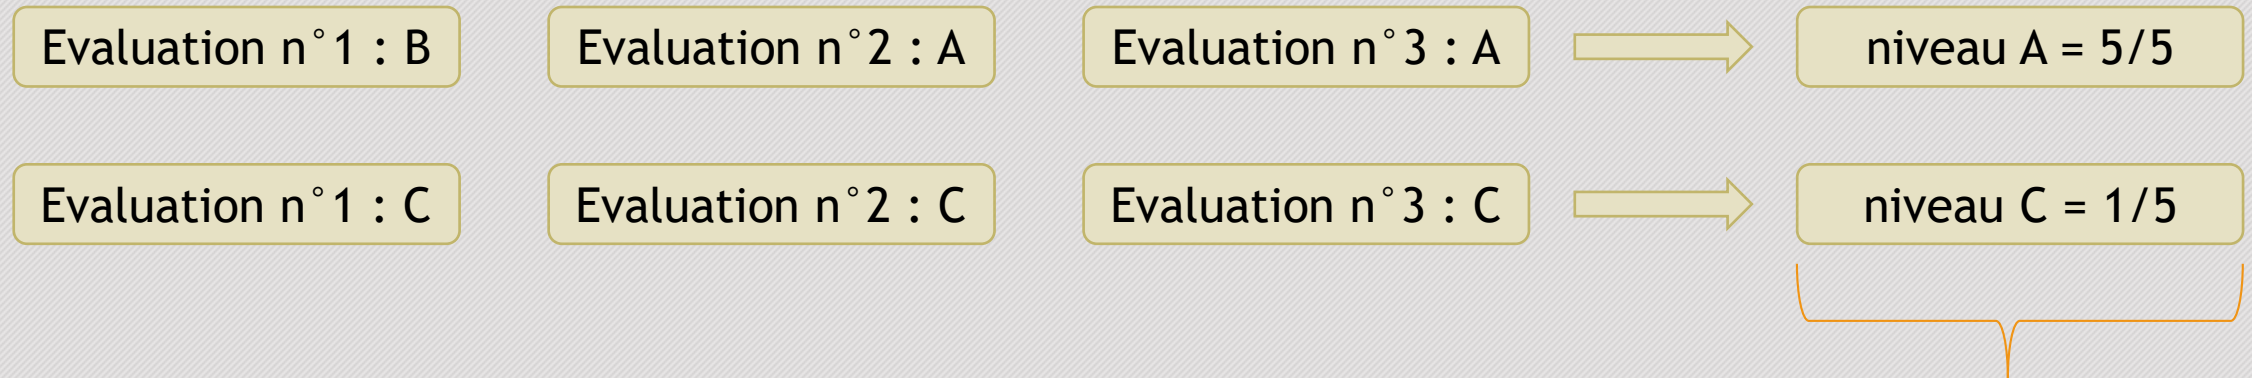 Evaluation n°1 : B Evaluation n°2 : A Evaluation n°3 : A niveau A = 5/5
Evaluation n°1 : C Evaluation n°2 : C Evaluation n°3 : C niveau C = 1/5